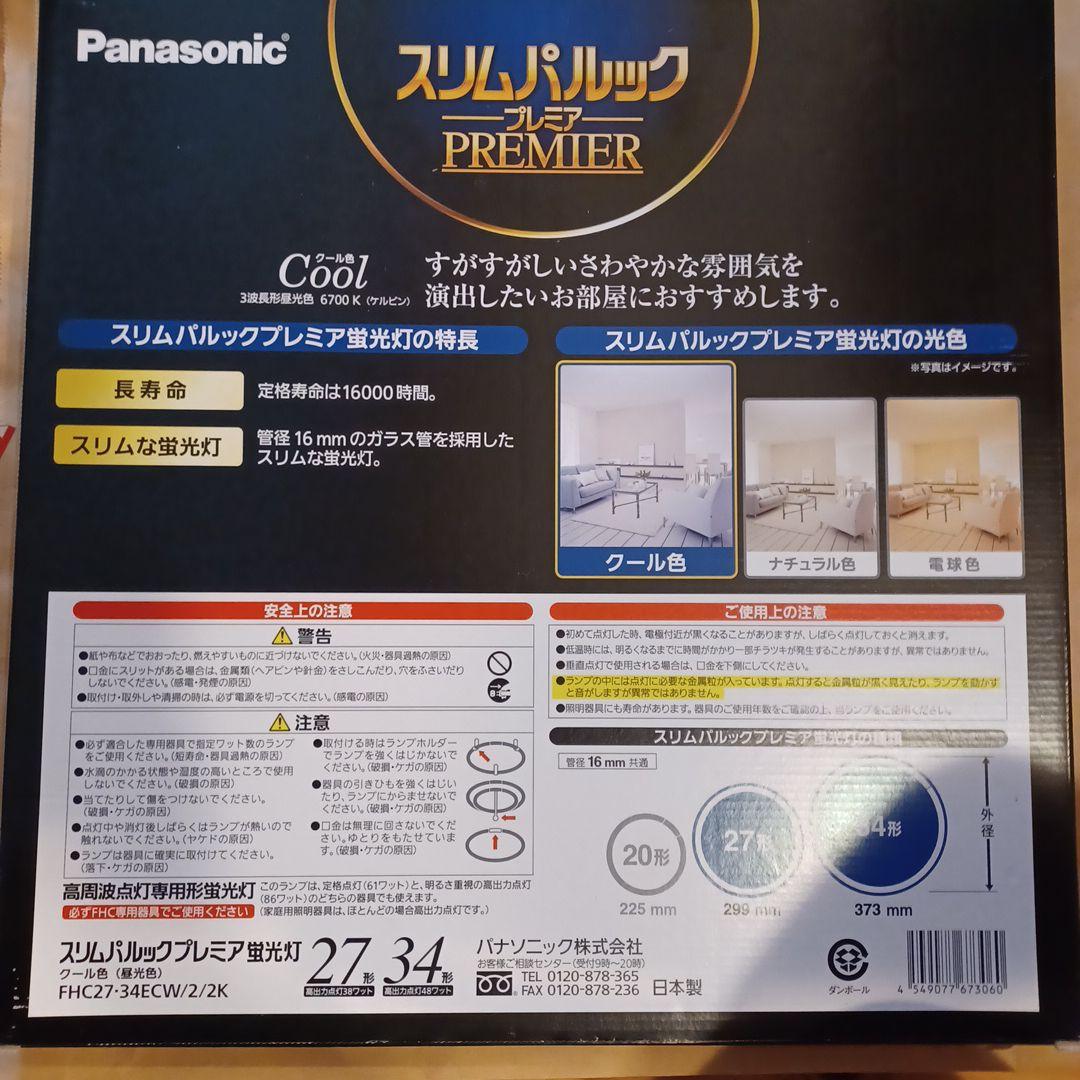 Panasonic
スリムパルック
プレミア
PREMIER
クール色
Cool
3波長形昼光色 6700 K（ケルビン）
すがすがしいさわやかな雰囲気を
演出したいお部屋におすすめします。
スリムパルックプレミア蛍光灯の特長
長寿命
定格寿命は16000時間。
スリムな蛍光灯
管径16 mmのガラス管を採用した
スリムな蛍光灯。
スリムパルックプレミア蛍光灯の光色
※写真はイメージです。
クール色
ナチュラル色
電球色
安全上の注意
警告
●紙や布などでおおったり、燃えやすいものに近づけないでください。（火災・器具過熱の原因）
●口金にスリットがある場合は、金属類（ヘアピンや針金）をさしこんだり、穴をふさいだり
しないでください。（感電・発煙の原因）
●取付け・取外しや清掃の時は、必ず電源を切ってください。（感電の原因）
注意
●必ず適合した専用器具で指定ワット数のランプ
をご使用ください。（短寿命・器具過熱の原因）
●水滴のかかる状態や湿度の高いところで使用
しないでください。（破損の原因）
●当てたりして傷をつけないでください。
（破損・ケガの原因）
●点灯中や消灯後しばらくはランプが熱いので
触れないでください。（ヤケドの原因）
●ランプは器具に確実に取付けてください。
（落下・ケガの原因）
●取付ける時はランプホルダー
でランプを強くはじかないで
ください。（破損・ケガの原因）
●器具の引きひもを強くはじい
たり、ランプにからませないで
ください。（破損・ケガの原因）
●口金は無理に回さないでくだ
さい。ゆとりをもたせていま
す。（破損・ケガの原因）
高周波点灯専用形蛍光灯
必ずFHC専用器具でご使用ください
このランプは、定格点灯（61ワット）と、明るさ重視の高出力点灯
（86ワット）のどちらの器具でも使えます。
（家庭用照明器具は、ほとんどの場合高出力点灯です。）
ご使用上の注意
●初めて点灯した時、電極付近が黒くなることがありますが、しばらく点灯しておくと消えます。
●低温時には、明るくなるまでに時間がかかり一部チラツキが発生することがありますが、異常ではありません。
●垂直点灯で使用される場合は、口金を下側にしてください。
●ランプの中には点灯に必要な金属粒が入っています。点灯すると金属粒が黒く見えたり、ランプを動かす
と音がしますが異常ではありません。
●照明器具にも寿命があります。器具のご使用年数をご確認の上、当ランプをご使用ください。
スリムパルックプレミア蛍光灯の種類
管径16 mm共通
20形
27形
34形
外径
225 mm
299 mm
373 mm
スリムパルックプレミア蛍光灯
クール色（昼光色）
FHC27・34ECW/2/2K
27形
高出力点灯38ワット
34形
高出力点灯48ワット
パナソニック株式会社
お客様ご相談センター（受付9時～20時）
TEL 0120-878-365
FAX 0120-878-236
日本製
ダンボール
4 549077 673060